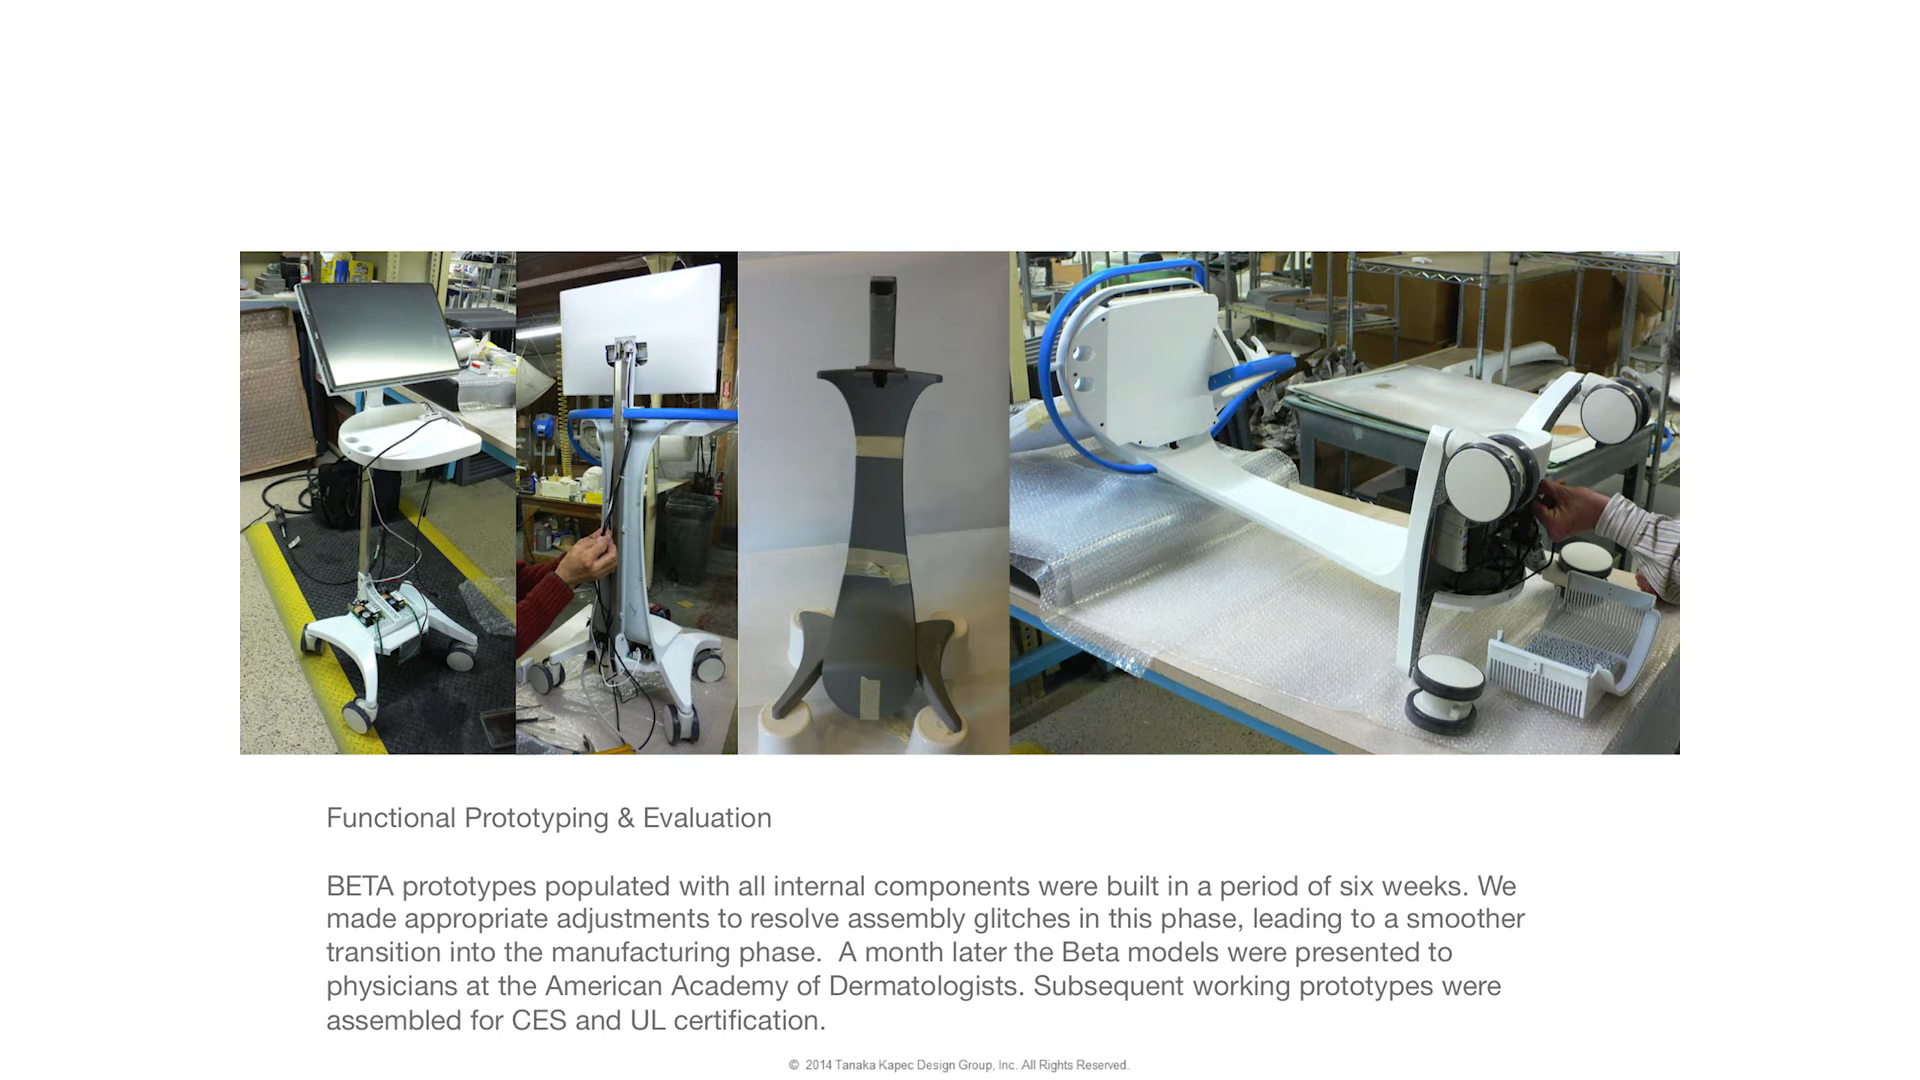 Functional Prototyping & Evaluation
BETA prototypes populated with all internal components were built in a period of six weeks. We
made appropriate adjustments to resolve assembly glitches in this phase, leading to a smoother
transition into the manufacturing phase.  A month later the Beta models were presented to
physicians at the American Academy of Dermatologists. Subsequent working prototypes were
assembled for CES and UL certification.
© 2014 Tanaka Kapec Design Group, Inc. All Rights Reserved.